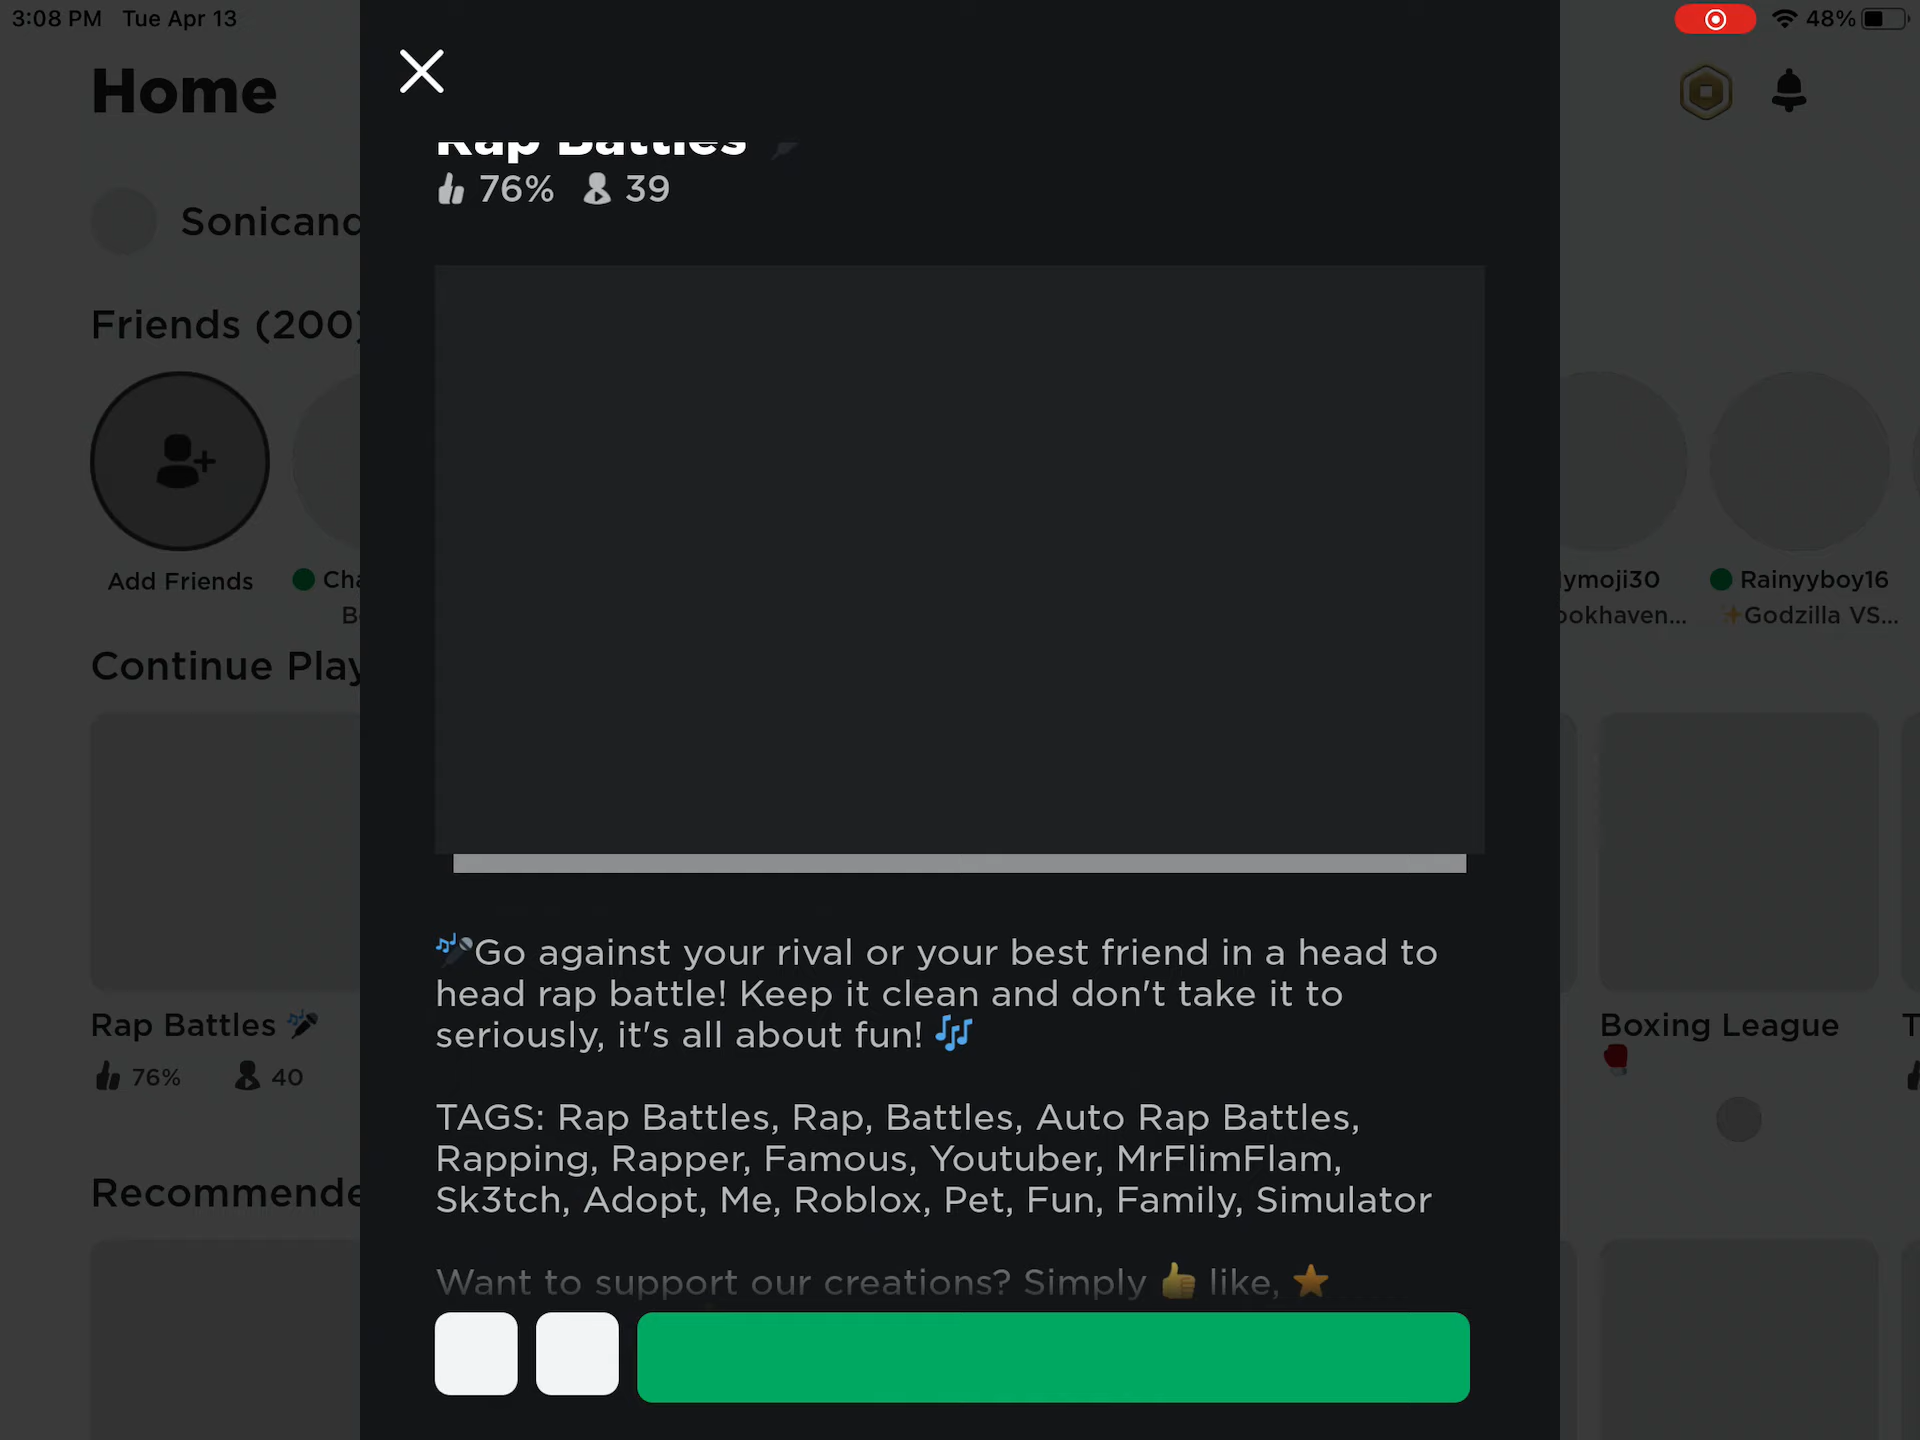 3:08 PM Tue Apr 13
48%
Home
Rap Battles
76% 39
Sonicand
Friends (200)
Add Friends
Cha
ymoji30
ookhaven...
Rainyyboy16
✨Godzilla VS...
Continue Play
Rap Battles 🎤
76% 40
Boxing League 🥊
Recommende
🎤Go against your rival or your best friend in a head to
head rap battle! Keep it clean and don't take it to
seriously, it's all about fun! 🎶
TAGS: Rap Battles, Rap, Battles, Auto Rap Battles,
Rapping, Rapper, Famous, Youtuber, MrFlimFlam,
Sk3tch, Adopt, Me, Roblox, Pet, Fun, Family, Simulator
Want to support our creations? Simply 👍 like, ⭐